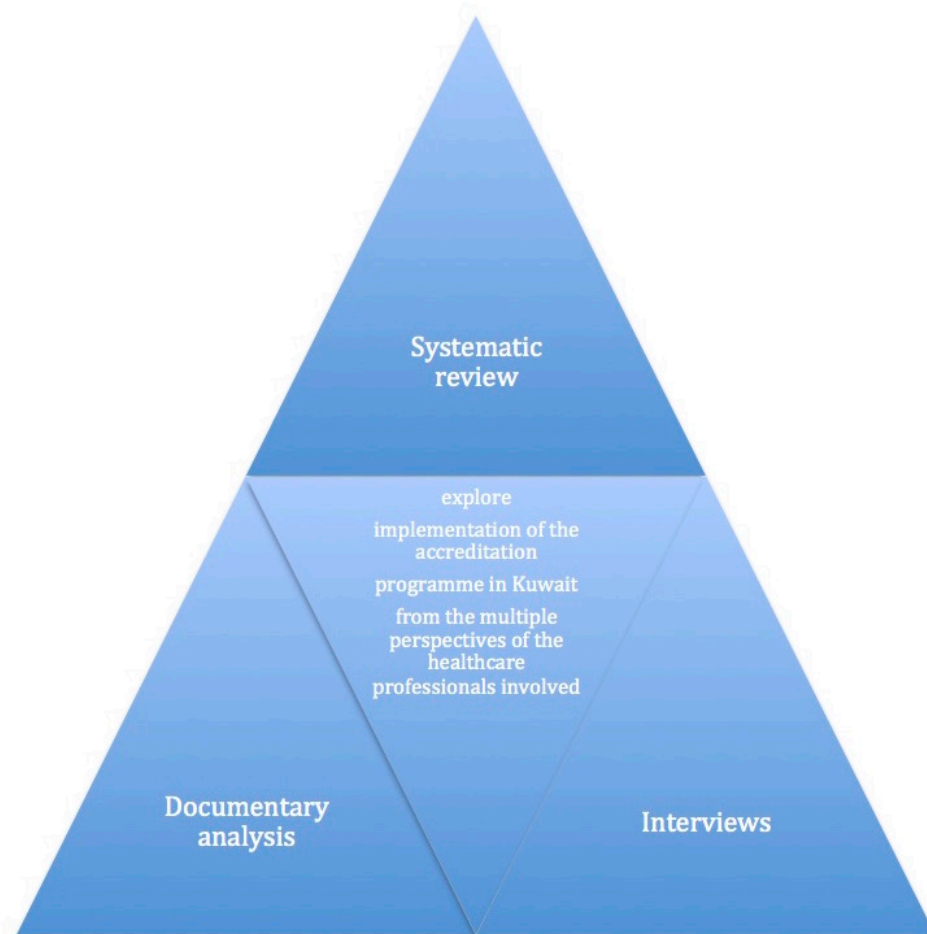 Systematic
review
explore
implementation of the
accreditation
programme in Kuwait
from the multiple
perspectives of the
healthcare
professionals involved
Documentary
analysis
Interviews